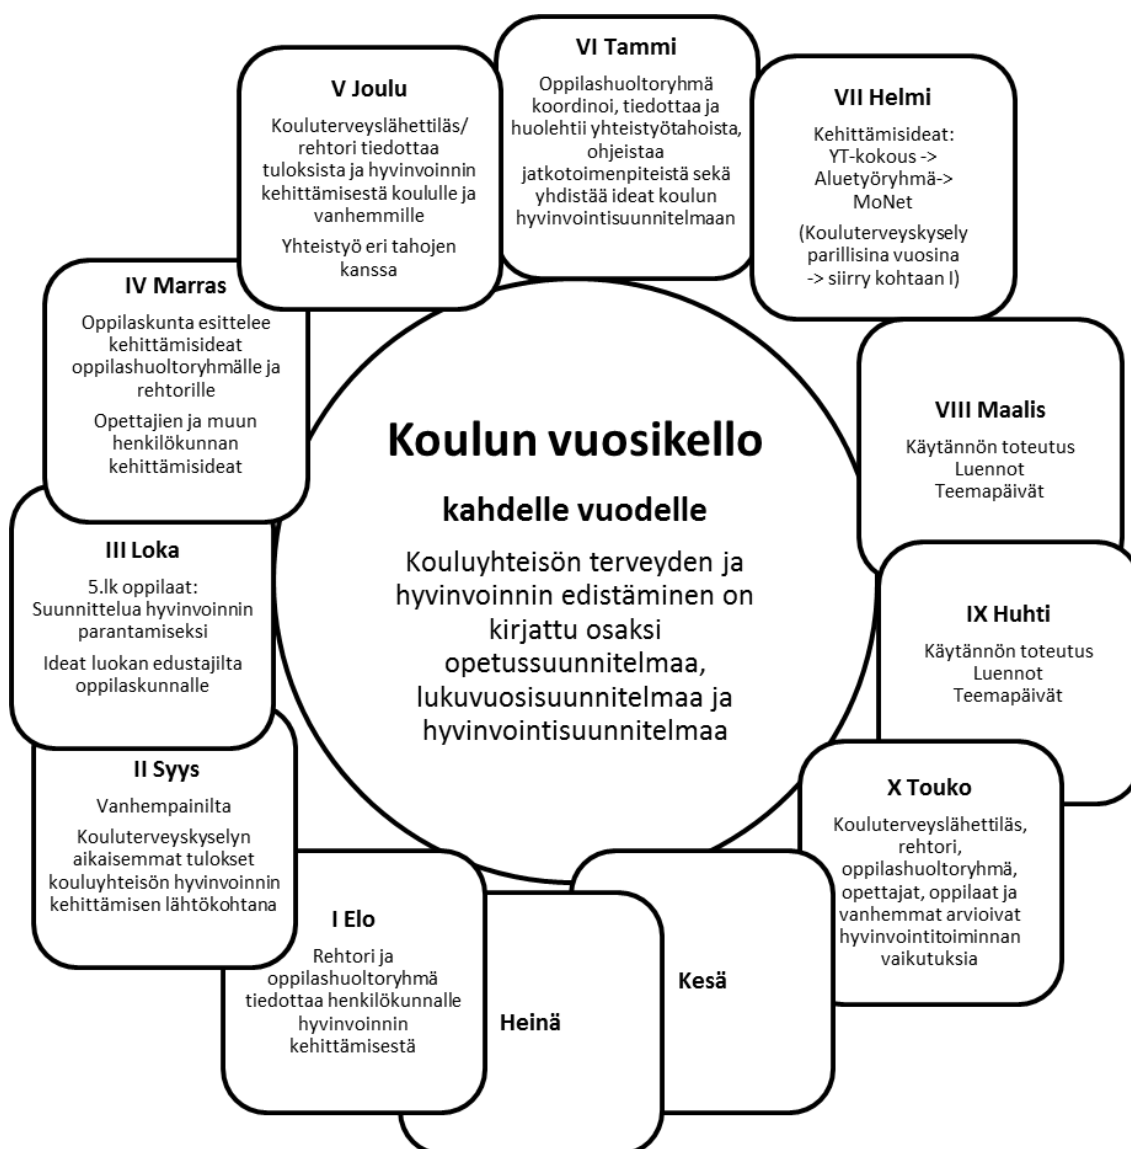 Koulun vuosikello
kahdelle vuodelle
Kouluyhteisön terveyden ja
hyvinvoinnin edistäminen on
kirjattu osaksi
opetussuunnitelmaa,
lukuvuosisuunnitelmaa ja
hyvinvointisuunnitelmaa
I Elo
Rehtori ja
oppilashuoltoryhmä
tiedottaa henkilökunnalle
hyvinvoinnin
kehittämisestä
II Syys
Vanhempainilta
Kouluterveyskyselyn
aikaisemmat tulokset
kouluyhteisön hyvinvoinnin
kehittämisen lähtökohtana
III Loka
5.lk oppilaat:
Suunnittelua hyvinvoinnin
parantamiseksi
Ideat luokan edustajilta
oppilaskunnalle
IV Marras
Oppilaskunta esittelee
kehittämisideat
oppilashuoltoryhmälle ja
rehtorille
Opettajien ja muun
henkilökunnan
kehittämisideat
V Joulu
Kouluterveyslähettiläs/
rehtori tiedottaa
tuloksista ja hyvinvoinnin
kehittämisestä koululle ja
vanhemmille
Yhteistyö eri tahojen
kanssa
VI Tammi
Oppilashuoltoryhmä
koordinoi, tiedottaa ja
huolehtii yhteistyötahoista,
ohjeistaa
jatkotoimenpiteistä sekä
yhdistää ideat koulun
hyvinvointisuunnitelmaan
VII Helmi
Kehittämisideat:
YT-kokous ->
Aluetyöryhmä->
MoNet
(Kouluterveyskysely
parillisina vuosina
-> siirry kohtaan I)
VIII Maalis
Käytännön toteutus
Luennot
Teemapäivät
IX Huhti
Käytännön toteutus
Luennot
Teemapäivät
X Touko
Kouluterveyslähettiläs,
rehtori,
oppilashuoltoryhmä,
opettajat, oppilaat ja
vanhemmat arvioivat
hyvinvointitoiminnan
vaikutuksia
Kesä
Heinä